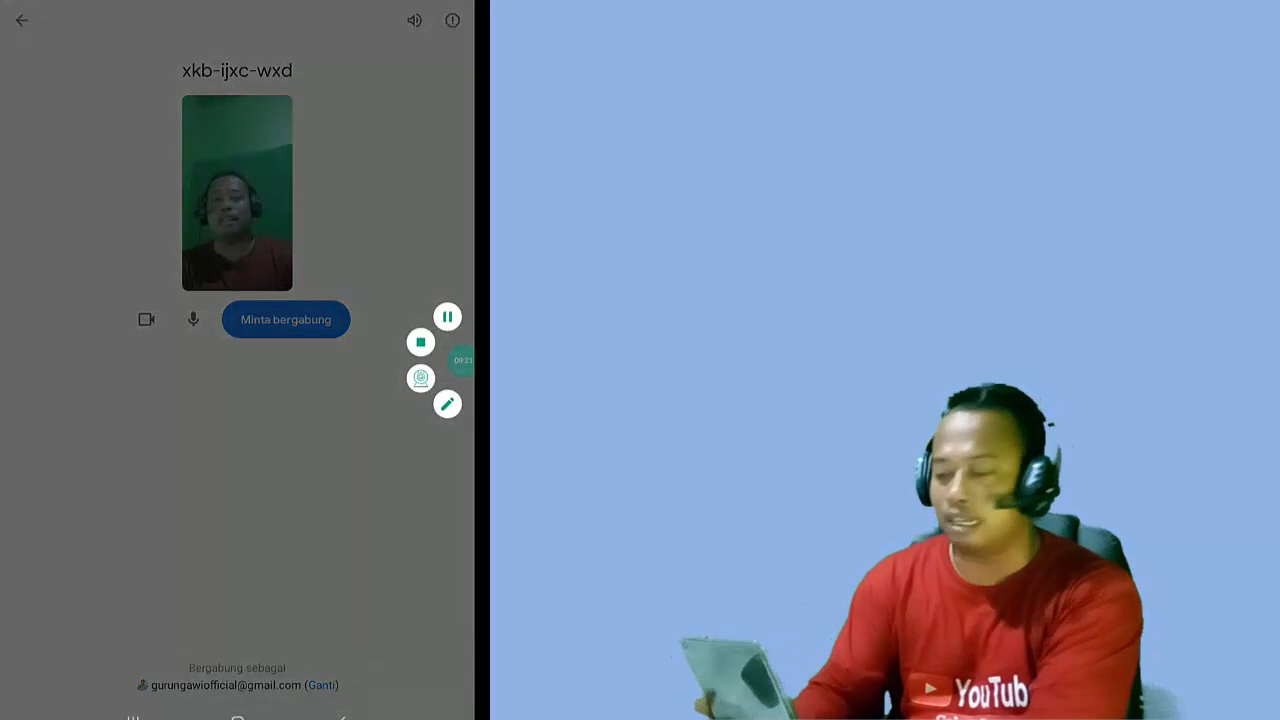 xkb-ijxc-wxd
Minta bergabung
09:21
Bergabung sebagai
gurungawiofficial@gmail.com (Ganti)
YouTub